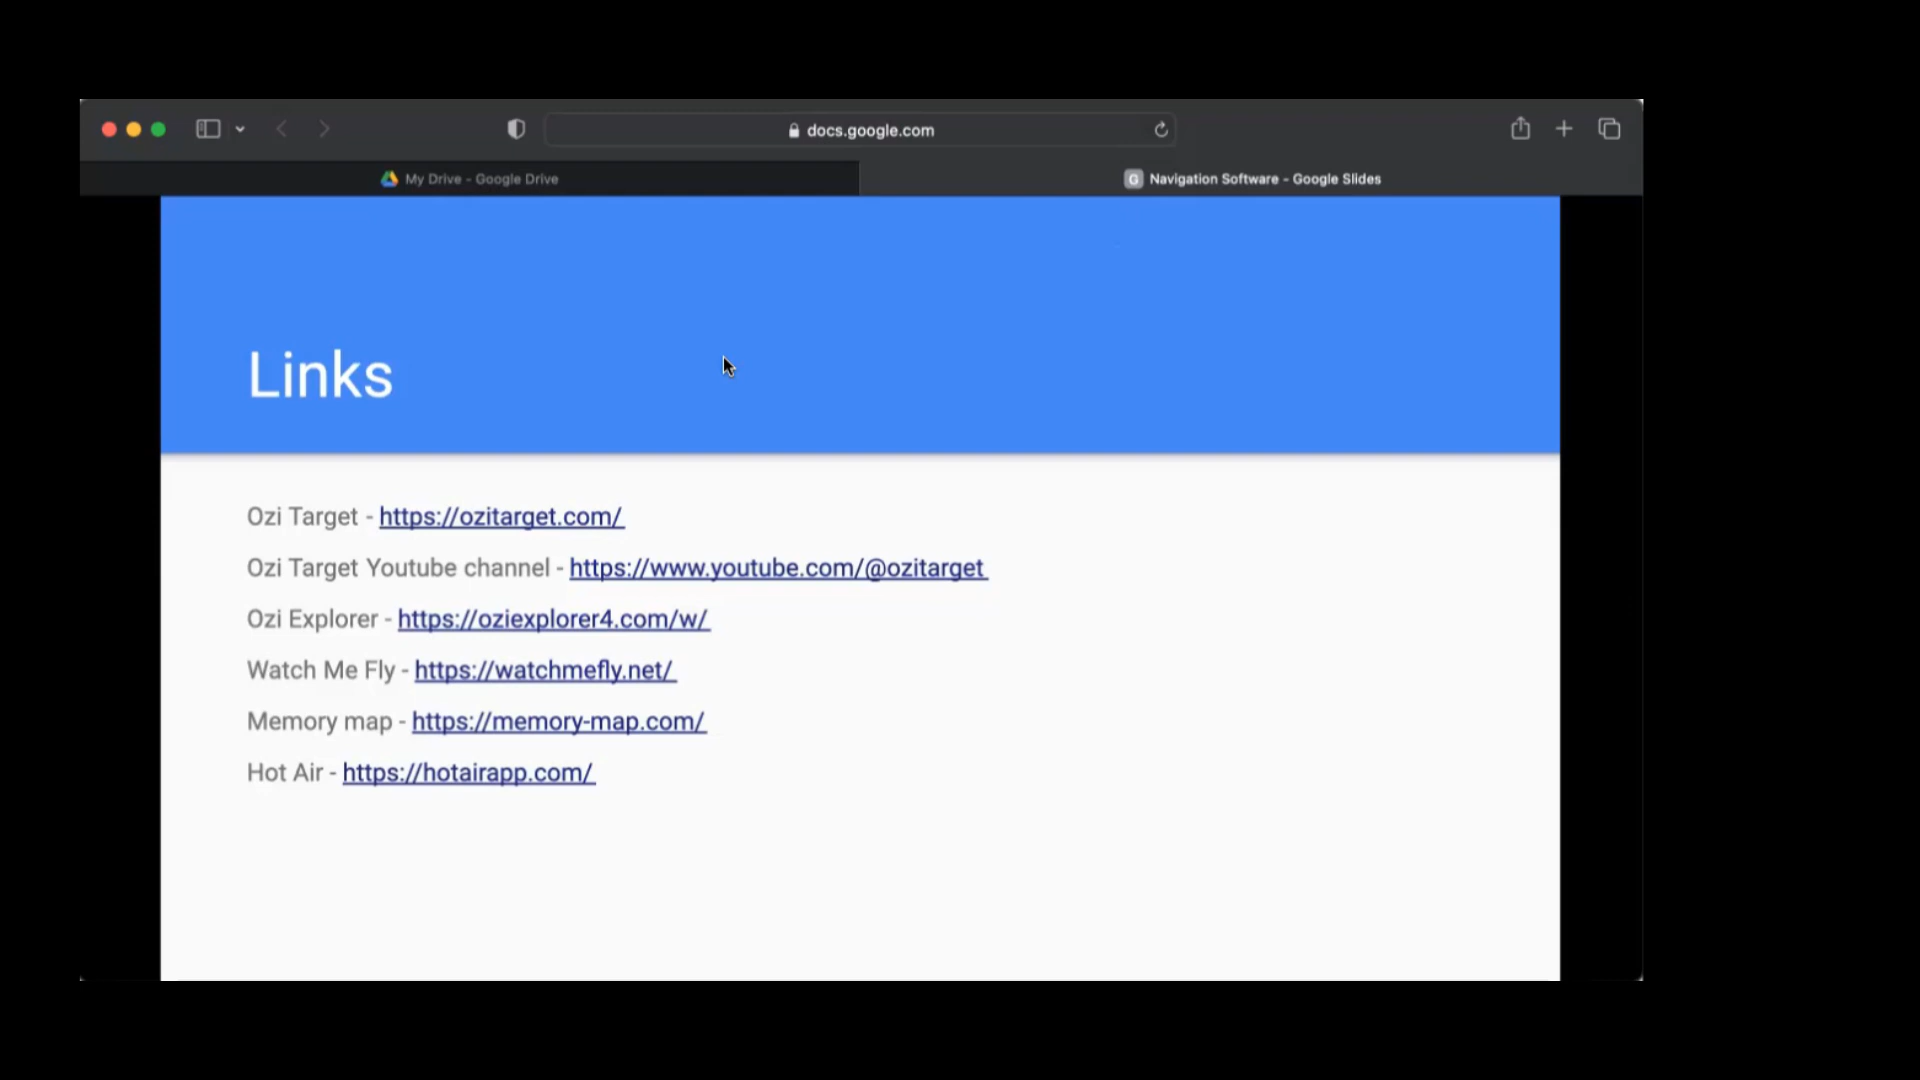 docs.google.com
My Drive - Google Drive
G Navigation Software - Google Slides
Links
Ozi Target - https://ozitarget.com/
Ozi Target Youtube channel - https://www.youtube.com/@ozitarget
Ozi Explorer - https://oziexplorer4.com/w/
Watch Me Fly - https://watchmefly.net/
Memory map - https://memory-map.com/
Hot Air - https://hotairapp.com/